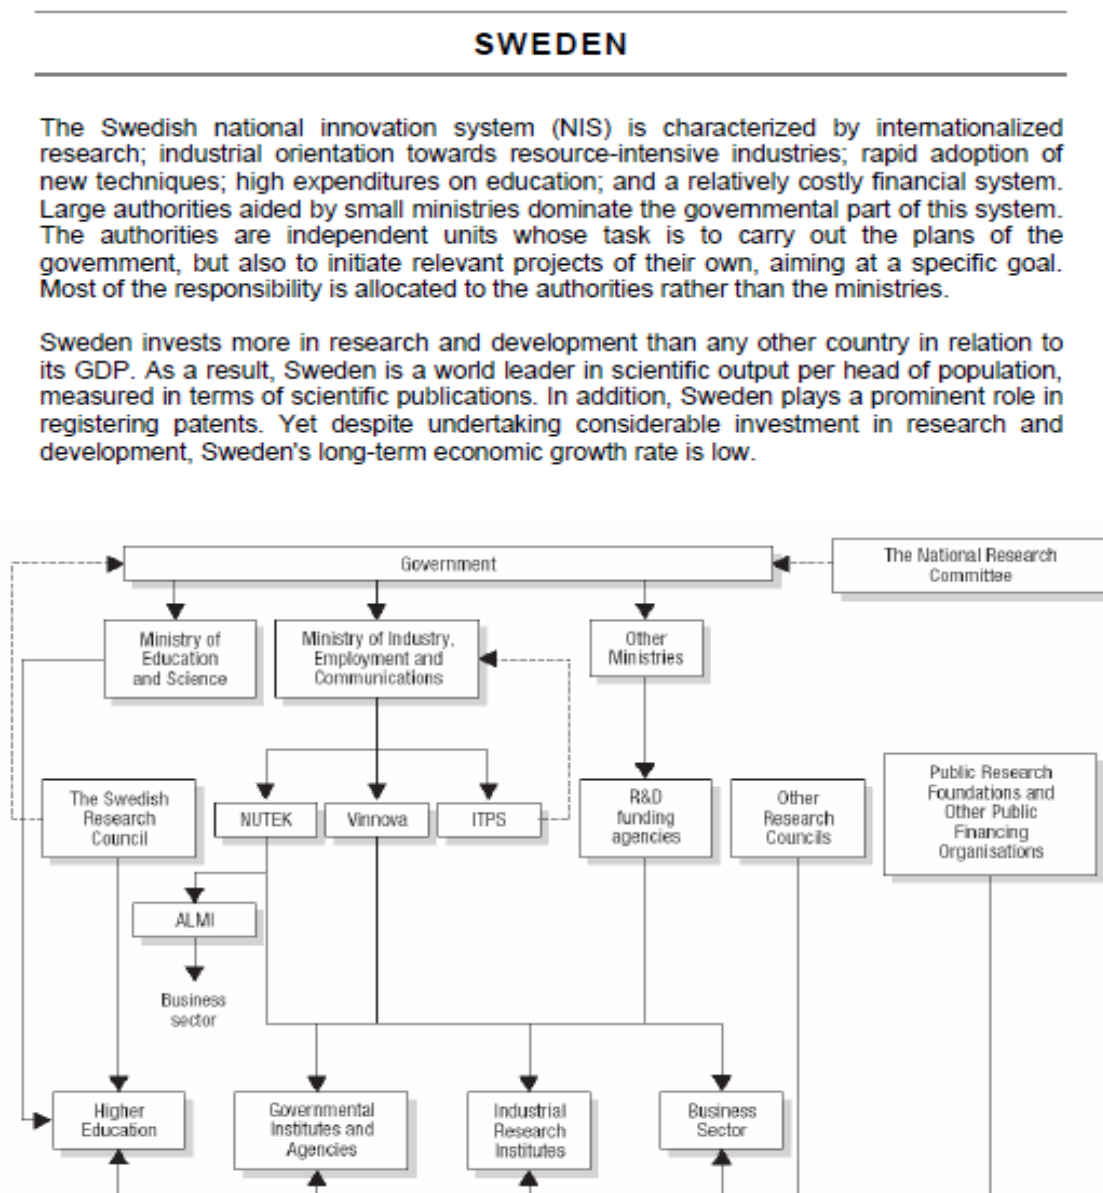 SWEDEN
The Swedish national innovation system (NIS) is characterized by internationalized
research; industrial orientation towards resource-intensive industries; rapid adoption of
new techniques; high expenditures on education; and a relatively costly financial system.
Large authorities aided by small ministries dominate the governmental part of this system.
The authorities are independent units whose task is to carry out the plans of the
government, but also to initiate relevant projects of their own, aiming at a specific goal.
Most of the responsibility is allocated to the authorities rather than the ministries.
Sweden invests more in research and development than any other country in relation to
its GDP. As a result, Sweden is a world leader in scientific output per head of population,
measured in terms of scientific publications. In addition, Sweden plays a prominent role in
registering patents. Yet despite undertaking considerable investment in research and
development, Sweden's long-term economic growth rate is low.
Government
The National Research
Committee
Ministry of
Education
and Science
Ministry of Industry,
Employment and
Communications
Other
Ministries
The Swedish
Research
Council
NUTEK
Vinnova
ITPS
R&D
funding
agencies
Other
Research
Councils
Public Research
Foundations and
Other Public
Financing
Organisations
ALMI
Business
sector
Higher
Education
Governmental
Institutes and
Agencies
Industrial
Research
Institutes
Business
Sector